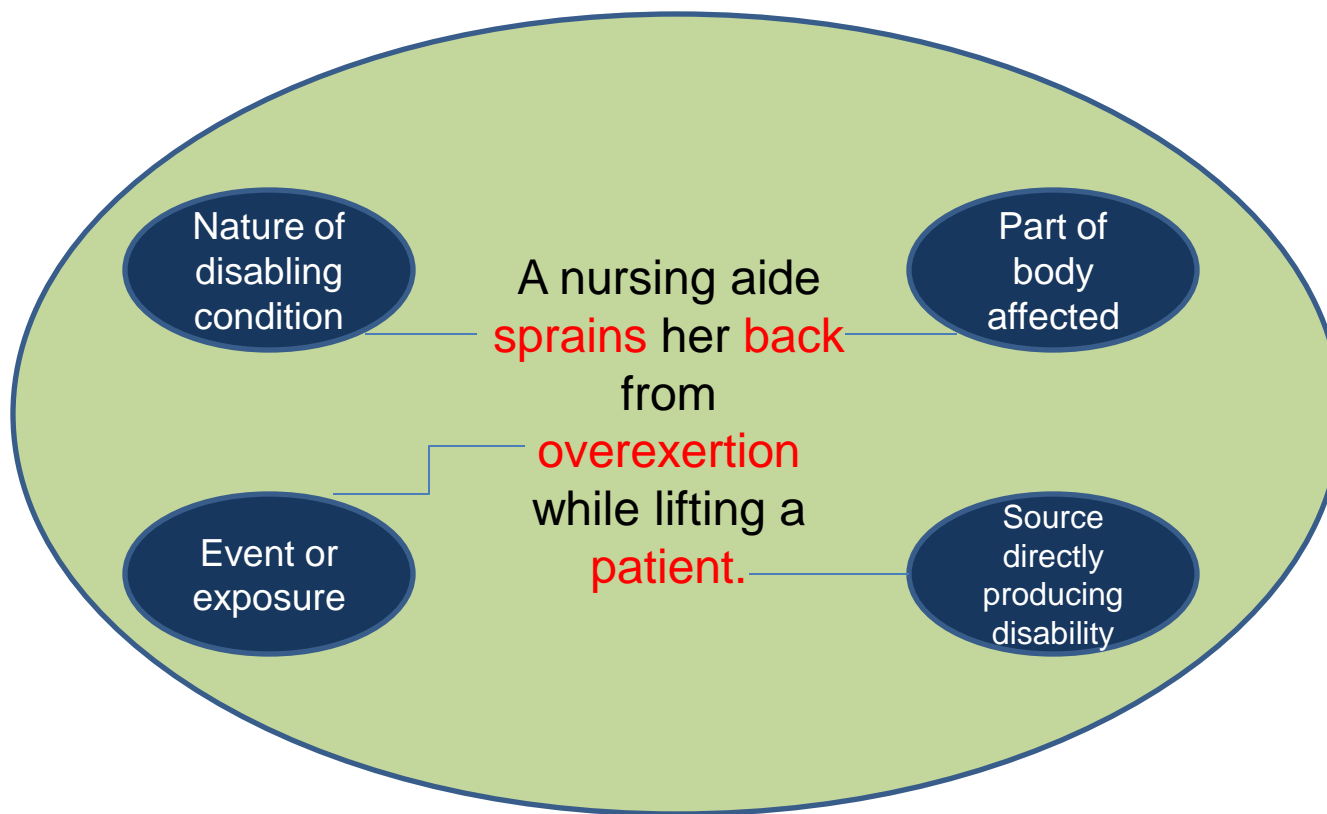 Nature of
disabling
condition
Part of
body
affected
A nursing aide
sprains her back
from
overexertion
while lifting a
patient.
Event or
exposure
Source
directly
producing
disability